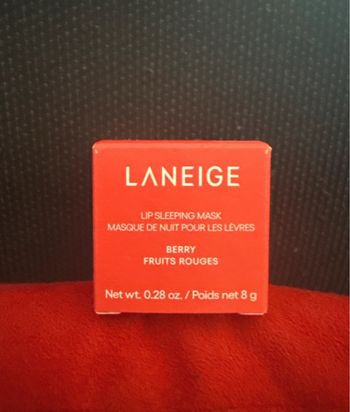 LANEIGE
LIP SLEEPING MASK
MASQUE DE NUIT POUR LES LÈVRES
BERRY
FRUITS ROUGES
Net wt. 0.28 oz. / Poids net 8 g